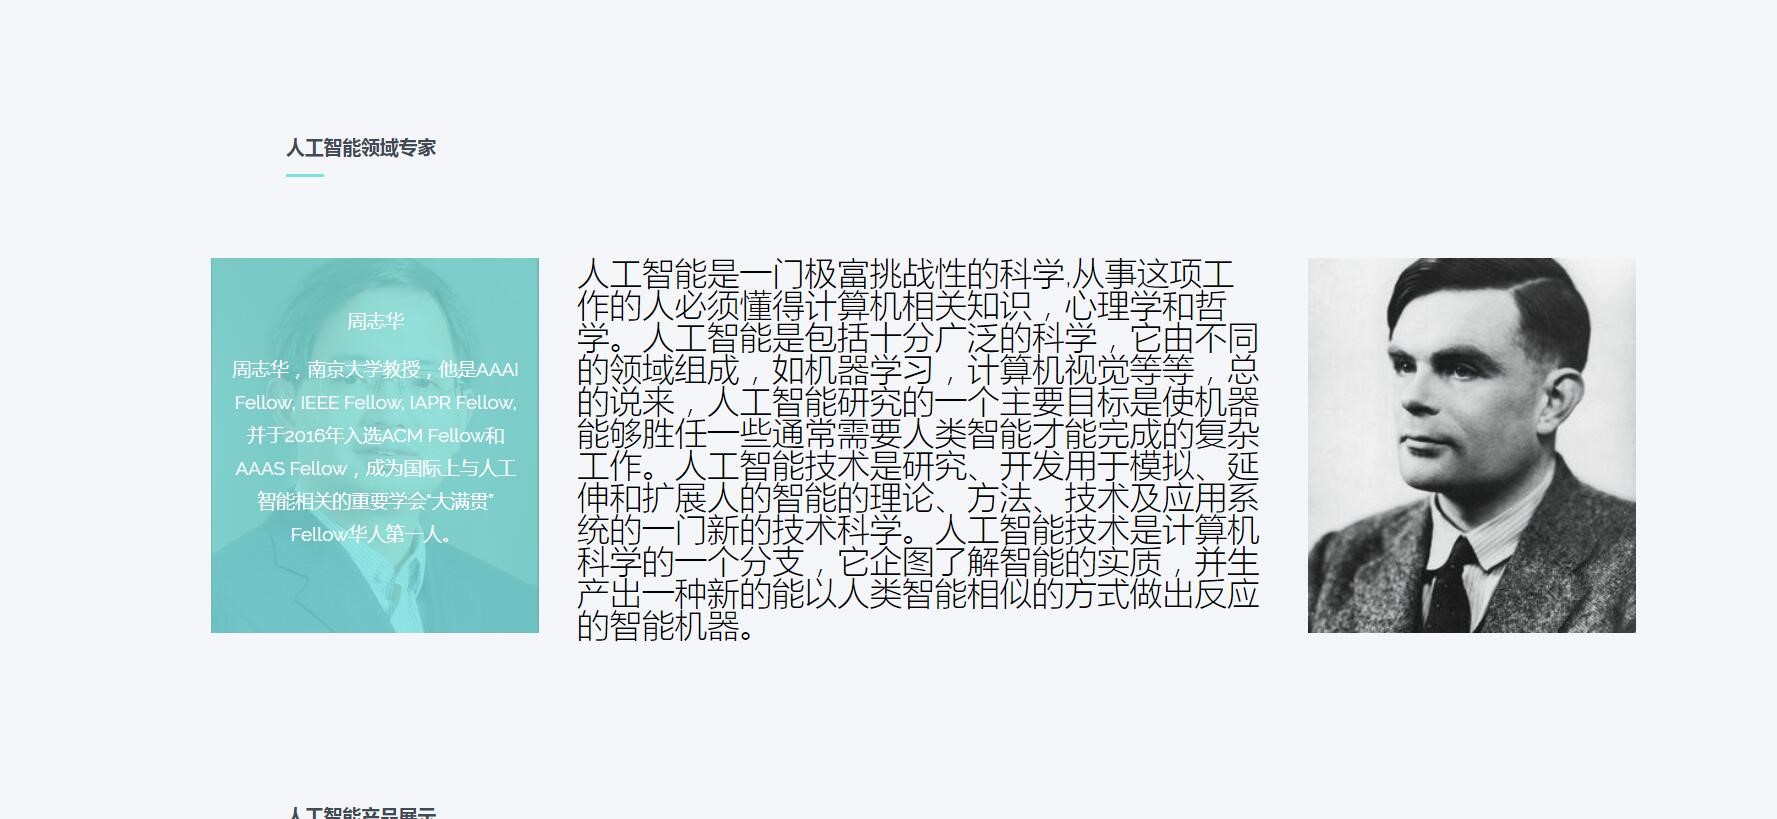 人工智能领域专家
周志华
周志华，南京大学教授，他是AAAI
Fellow, IEEE Fellow, IAPR Fellow,
并于2016年入选ACM Fellow和
AAAS Fellow，成为国际上与人工
智能相关的重要学会“大满贯”
Fellow华人第一人。
人工智能是一门极富挑战性的科学,从事这项工
作的人必须懂得计算机相关知识，心理学和哲
学。人工智能是包括十分广泛的科学，它由不同
的领域组成，如机器学习，计算机视觉等等，总
的说来，人工智能研究的一个主要目标是使机器
能够胜任一些通常需要人类智能才能完成的复杂
工作。人工智能技术是研究、开发用于模拟、延
伸和扩展人的智能的理论、方法、技术及应用系
统的一门新的技术科学。人工智能技术是计算机
科学的一个分支，它企图了解智能的实质，并生
产出一种新的能以人类智能相似的方式做出反应
的智能机器。
人工智能产品展示